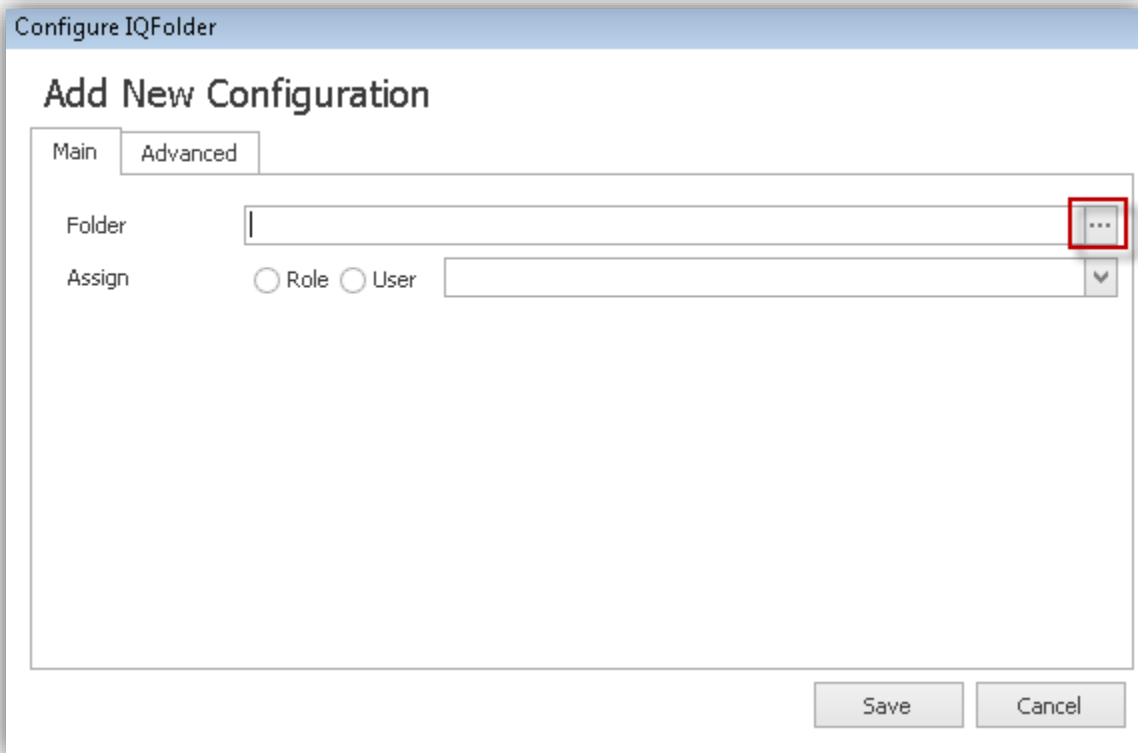 Configure IQFolder
Add New Configuration
Main Advanced
Folder ...
Assign Role User
Save Cancel